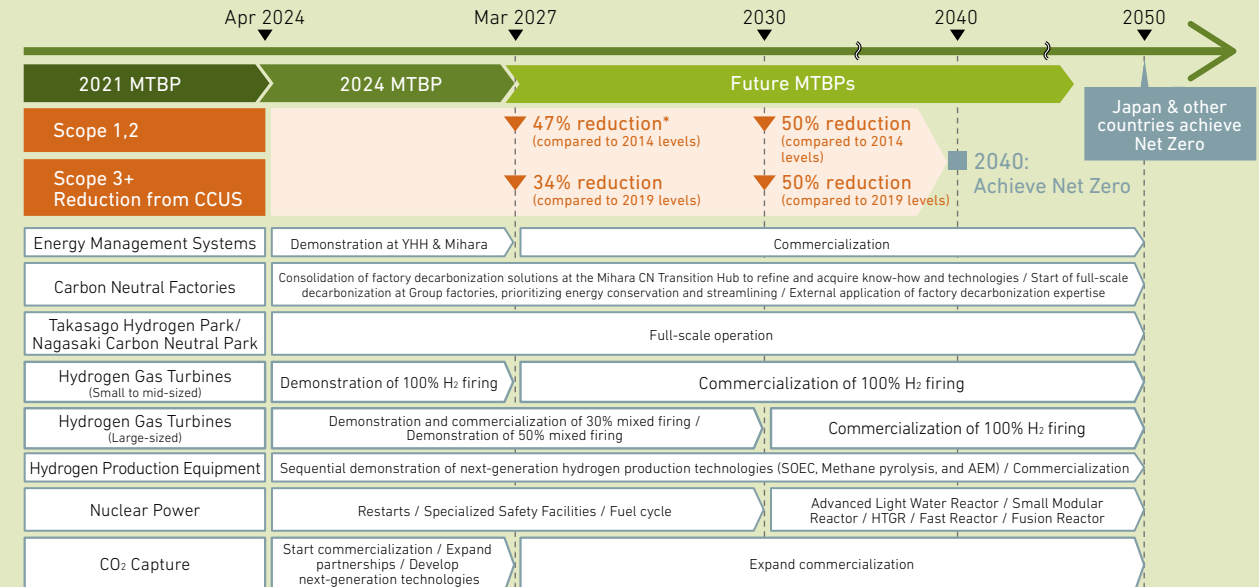 Apr 2024
Mar 2027
2030
2040
2050
2021 MTBP
2024 MTBP
Future MTBPs
Japan & other
countries achieve
Net Zero
Scope 1,2
47% reduction*
(compared to 2014 levels)
50% reduction
(compared to 2014
levels)
2040:
Achieve Net Zero
Scope 3+
Reduction from CCUS
34% reduction
(compared to 2019 levels)
50% reduction
(compared to 2019 levels)
Energy Management Systems
Demonstration at YHH & Mihara
Commercialization
Carbon Neutral Factories
Consolidation of factory decarbonization solutions at the Mihara CN Transition Hub to refine and acquire know-how and technologies / Start of full-scale
decarbonization at Group factories, prioritizing energy conservation and streamlining / External application of factory decarbonization expertise
Takasago Hydrogen Park/
Nagasaki Carbon Neutral Park
Full-scale operation
Hydrogen Gas Turbines
(Small to mid-sized)
Demonstration of 100% H₂ firing
Commercialization of 100% H₂ firing
Hydrogen Gas Turbines
(Large-sized)
Demonstration and commercialization of 30% mixed firing /
Demonstration of 50% mixed firing
Commercialization of 100% H₂ firing
Hydrogen Production Equipment
Sequential demonstration of next-generation hydrogen production technologies (SOEC, Methane pyrolysis, and AEM) / Commercialization
Nuclear Power
Restarts / Specialized Safety Facilities / Fuel cycle
Advanced Light Water Reactor / Small Modular
Reactor / HTGR / Fast Reactor / Fusion Reactor
CO₂ Capture
Start commercialization / Expand
partnerships / Develop
next-generation technologies
Expand commercialization